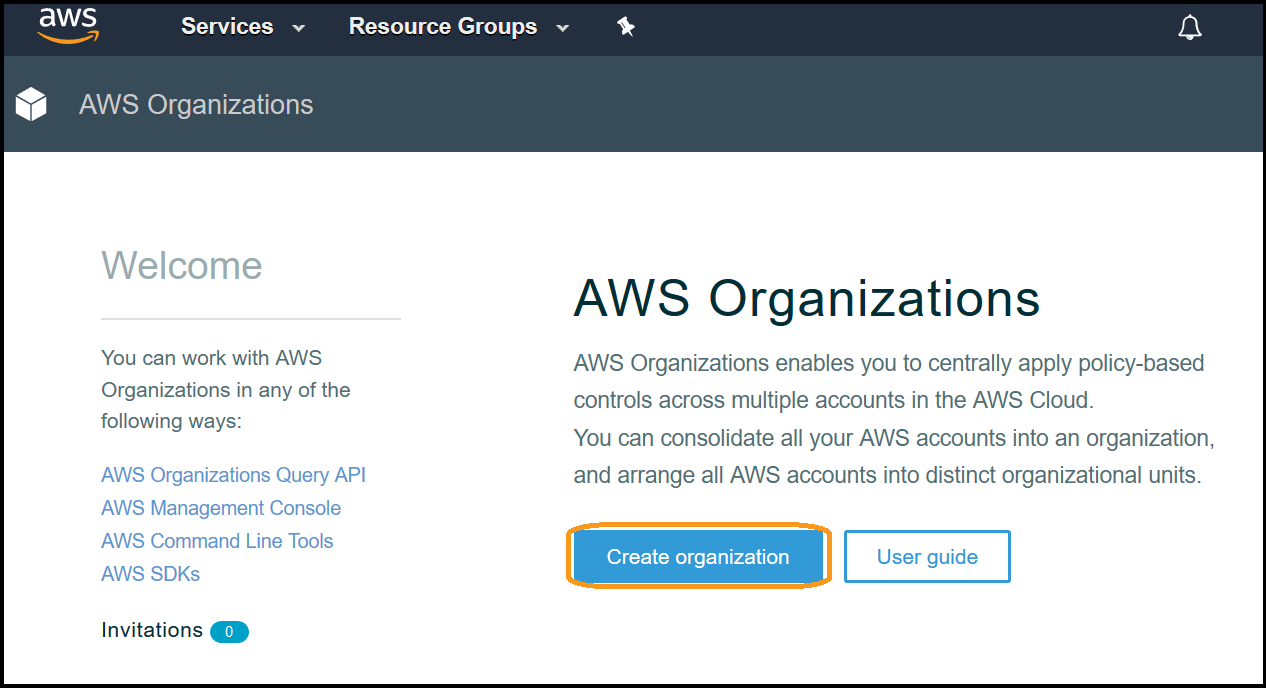 aws Services Resource Groups
AWS Organizations
Welcome
You can work with AWS
Organizations in any of the
following ways:
AWS Organizations Query API
AWS Management Console
AWS Command Line Tools
AWS SDKs
Invitations 0
AWS Organizations
AWS Organizations enables you to centrally apply policy-based
controls across multiple accounts in the AWS Cloud.
You can consolidate all your AWS accounts into an organization,
and arrange all AWS accounts into distinct organizational units.
Create organization User guide